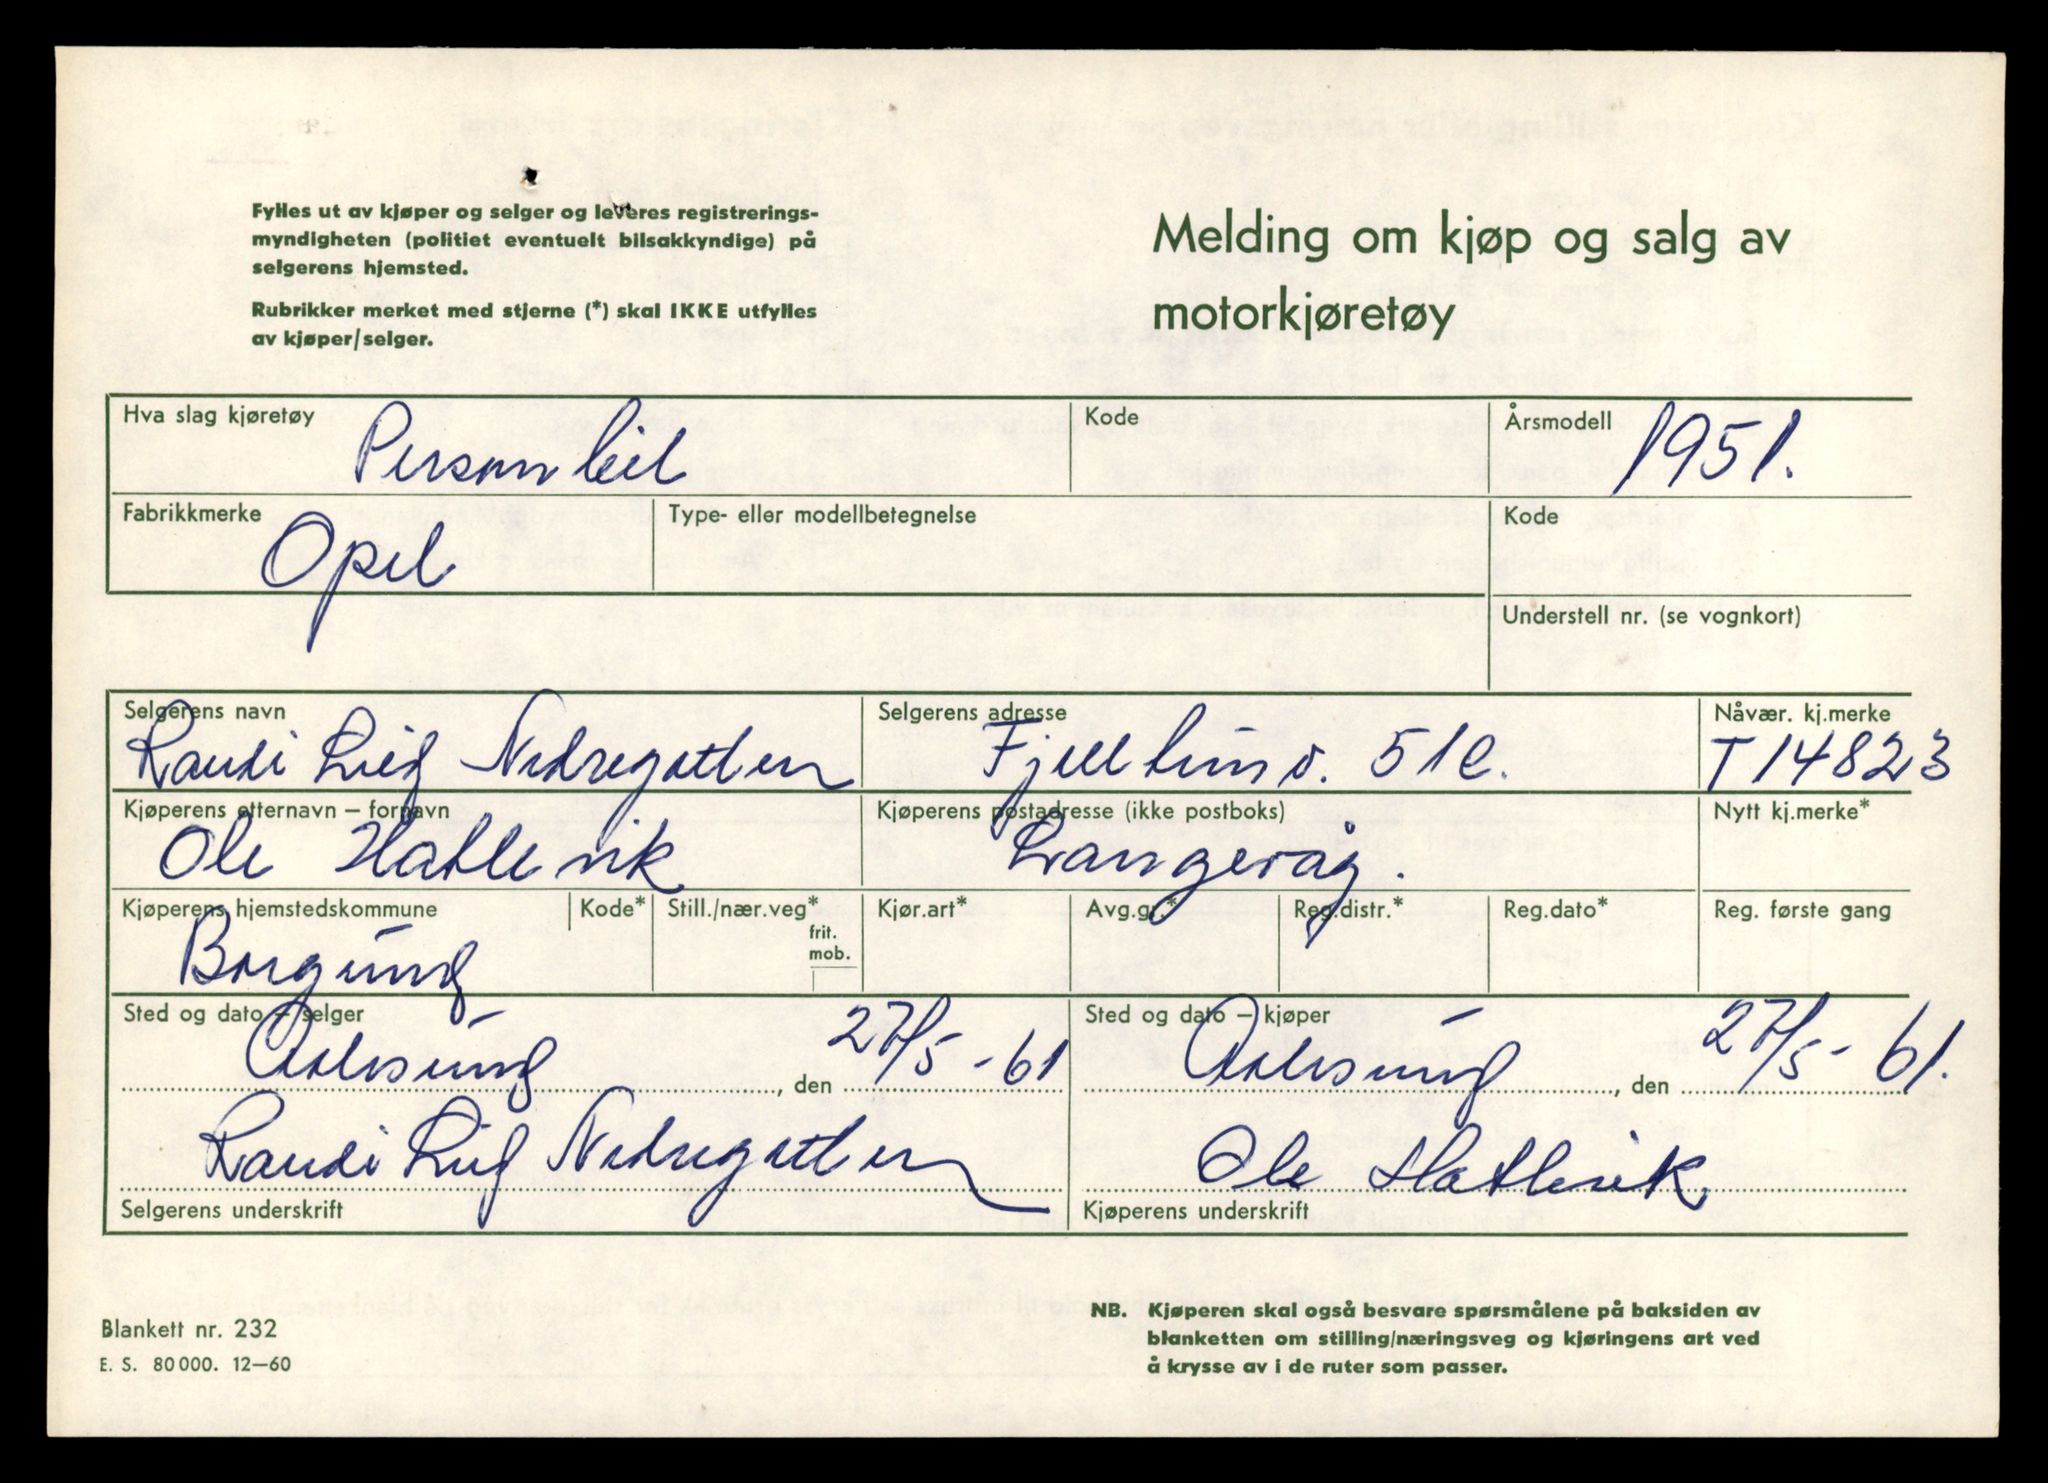 Fylles ut av kjøper og selger og leveres registrerings-
myndigheten (politiet eventuelt bilsakkyndige) på
selgerens hjemsted.
Rubrikker merket med stjerne (*) skal IKKE utfylles
av kjøper/selger.
Melding om kjøp og salg av
motorkjøretøy
Hva slag kjøretøy
Personbil
Kode
Årsmodell
1951.
Fabrikkmerke
Opel
Type- eller modellbetegnelse
Kode
Understell nr. (se vognkort)
Selgerens navn
Randi Nedregotten
Selgerens adresse
51c.
Nåvær. kj.merke
T14823
Kjøperens etternavn – fornavn
Ole Hatlevik
Kjøperens postadresse (ikke postboks)
Langevåg.
Nytt kj.merke*
Kjøperens hjemstedskommune
Borgund
Kode*
Still./nær.veg*
frit.
mob.
Kjør.art*
Avg.gr.*
Reg.distr.*
Reg.dato*
Reg. første gang
Sted og dato – selger
Aalesund, den 27/5-61
Sted og dato – kjøper
Aalesund, den 27/5-61.
Randi Nedregotten
Selgerens underskrift
Ole Hatlevik
Kjøperens underskrift
Blankett nr. 232
E. S. 80000. 12–60
NB. Kjøperen skal også besvare spørsmålene på baksiden av
blanketten om stilling/næringsveg og kjøringens art ved
å krysse av i de ruter som passer.